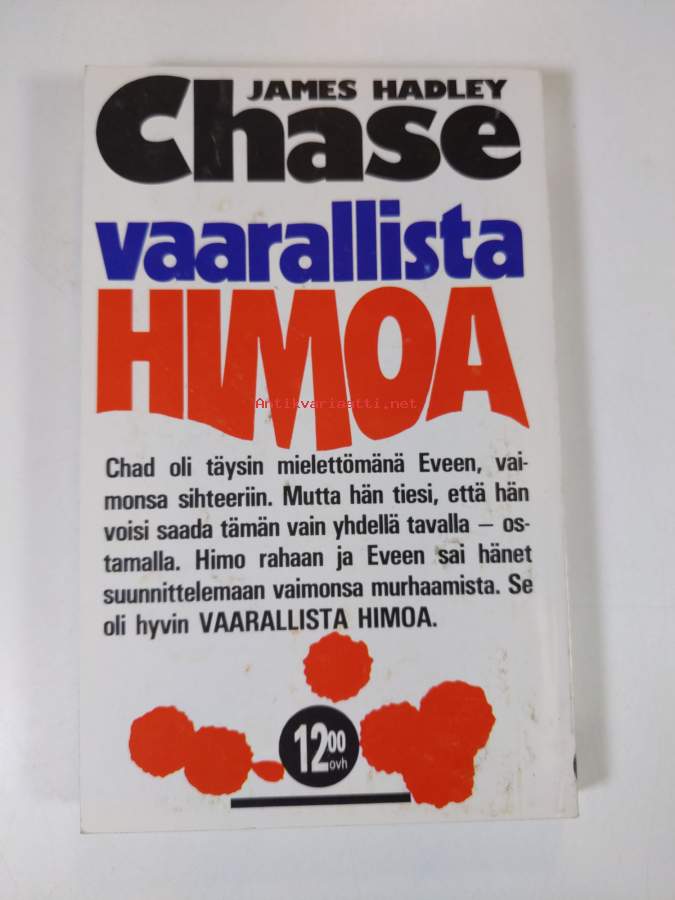 JAMES HADLEY
Chase
vaarallista
HIMOA
Antikvariaatti.net
Chad oli täysin mielettömänä Eveen, vai-
monsa sihteeriin. Mutta hän tiesi, että hän
voisi saada tämän vain yhdellä tavalla – os-
tamalla. Himo rahaan ja Eveen sai hänet
suunnittelemaan vaimonsa murhaamista. Se
oli hyvin VAARALLISTA HIMOA.
1200
ovh